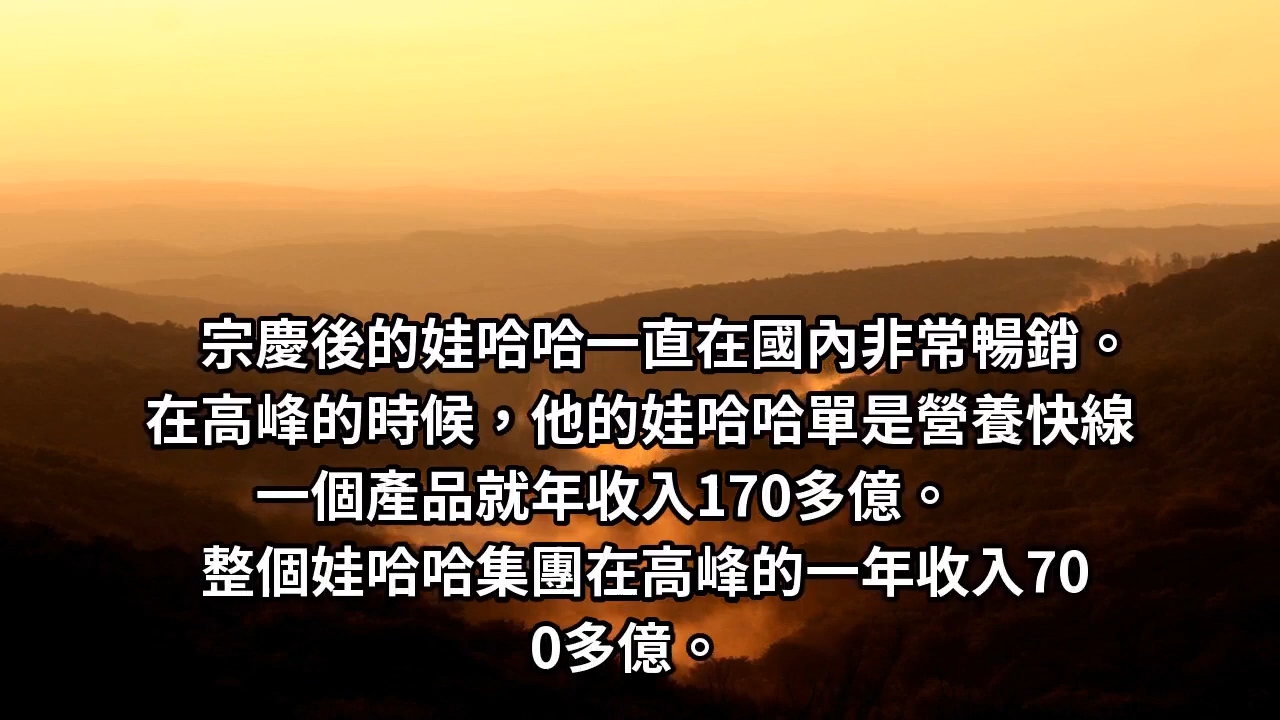 宗慶後的娃哈哈一直在國內非常暢銷。
在高峰的時候，他的娃哈哈單是營養快線
一個產品就年收入170多億。
整個娃哈哈集團在高峰的一年收入70
0多億。